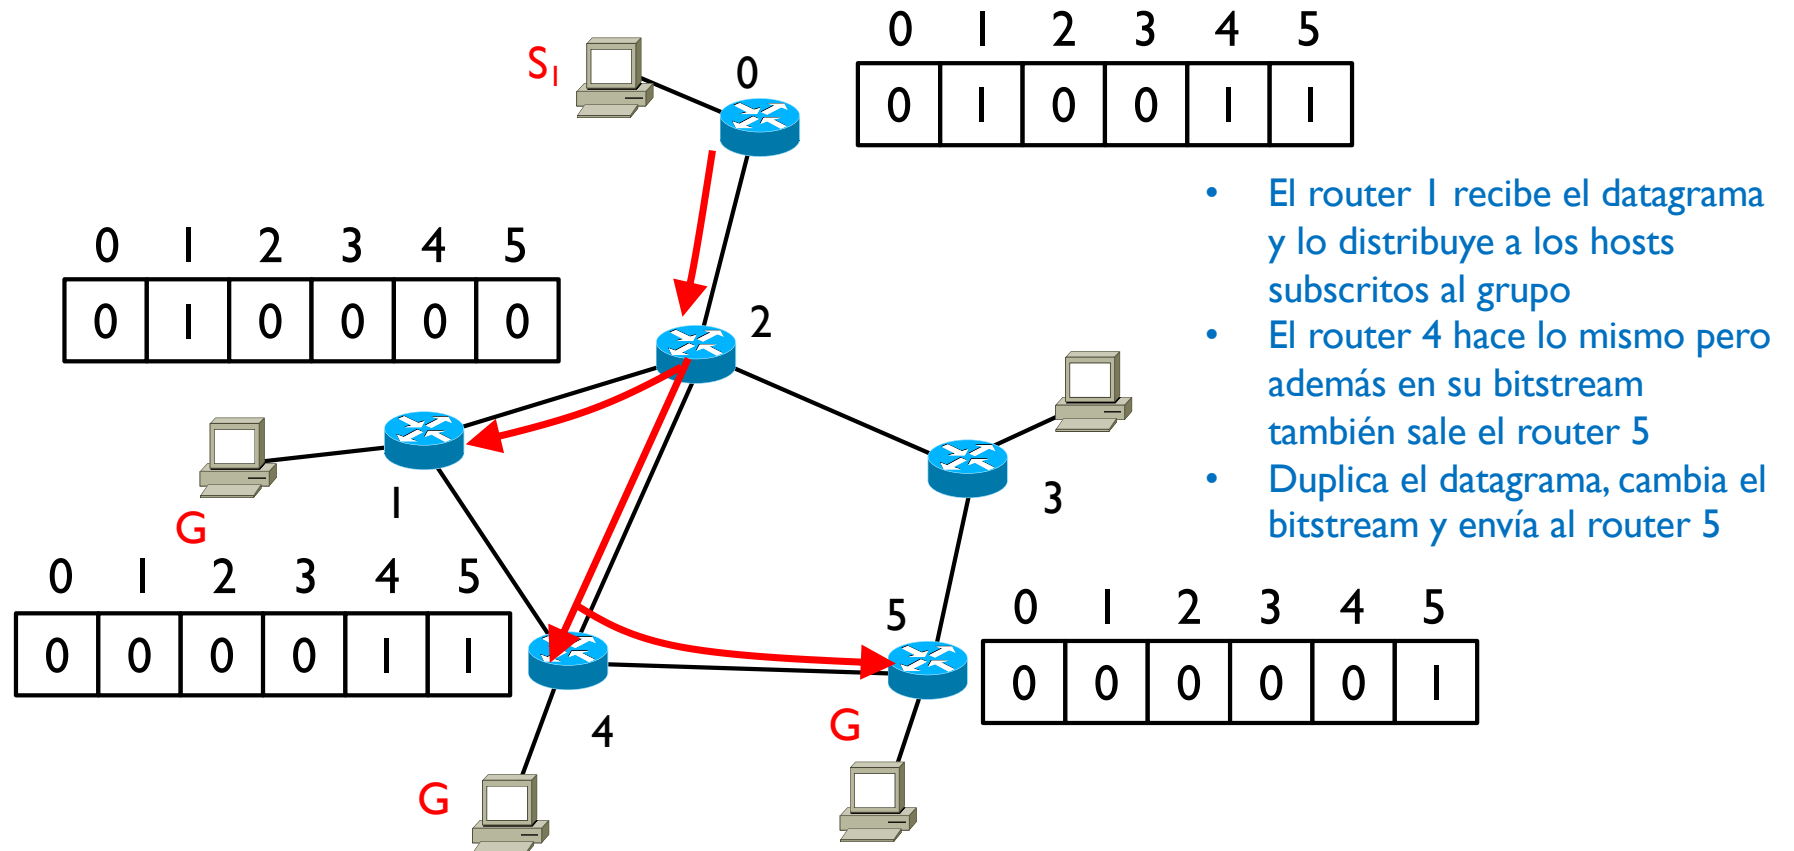 0 1 2 3 4 5
0 1 0 0 1 1
S1
0
• El router 1 recibe el datagrama
y lo distribuye a los hosts
subscritos al grupo
• El router 4 hace lo mismo pero
además en su bitstream
también sale el router 5
• Duplica el datagrama, cambia el
bitstream y envía al router 5
0 1 2 3 4 5
0 1 0 0 0 0
2
1
G
3
0 1 2 3 4 5
0 0 0 0 1 1
4
G
5
G
0 1 2 3 4 5
0 0 0 0 0 1